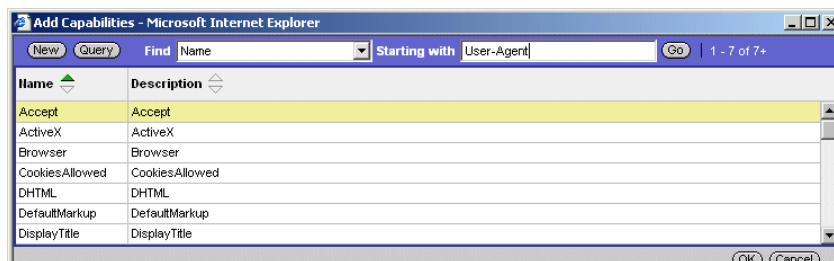 Add Capabilities - Microsoft Internet Explorer
New Query Find Name Starting with User-Agent Go 1 - 7 of 7+
Name Description
Accept Accept
ActiveX ActiveX
Browser Browser
CookiesAllowed CookiesAllowed
DHTML DHTML
DefaultMarkup DefaultMarkup
DisplayTitle DisplayTitle
OK Cancel